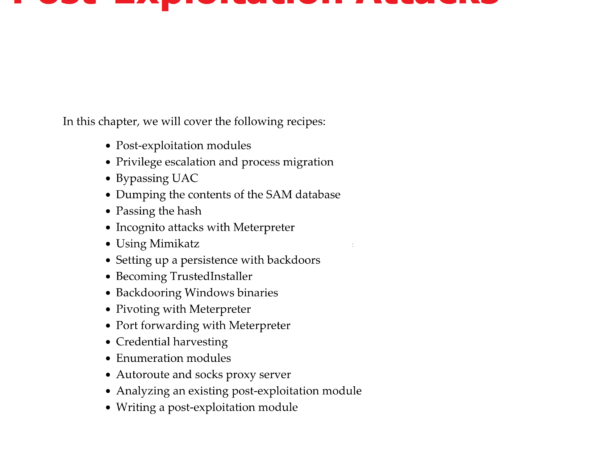 Post-Exploitation Attacks
In this chapter, we will cover the following recipes:
• Post-exploitation modules
• Privilege escalation and process migration
• Bypassing UAC
• Dumping the contents of the SAM database
• Passing the hash
• Incognito attacks with Meterpreter
• Using Mimikatz
• Setting up a persistence with backdoors
• Becoming TrustedInstaller
• Backdooring Windows binaries
• Pivoting with Meterpreter
• Port forwarding with Meterpreter
• Credential harvesting
• Enumeration modules
• Autoroute and socks proxy server
• Analyzing an existing post-exploitation module
• Writing a post-exploitation module